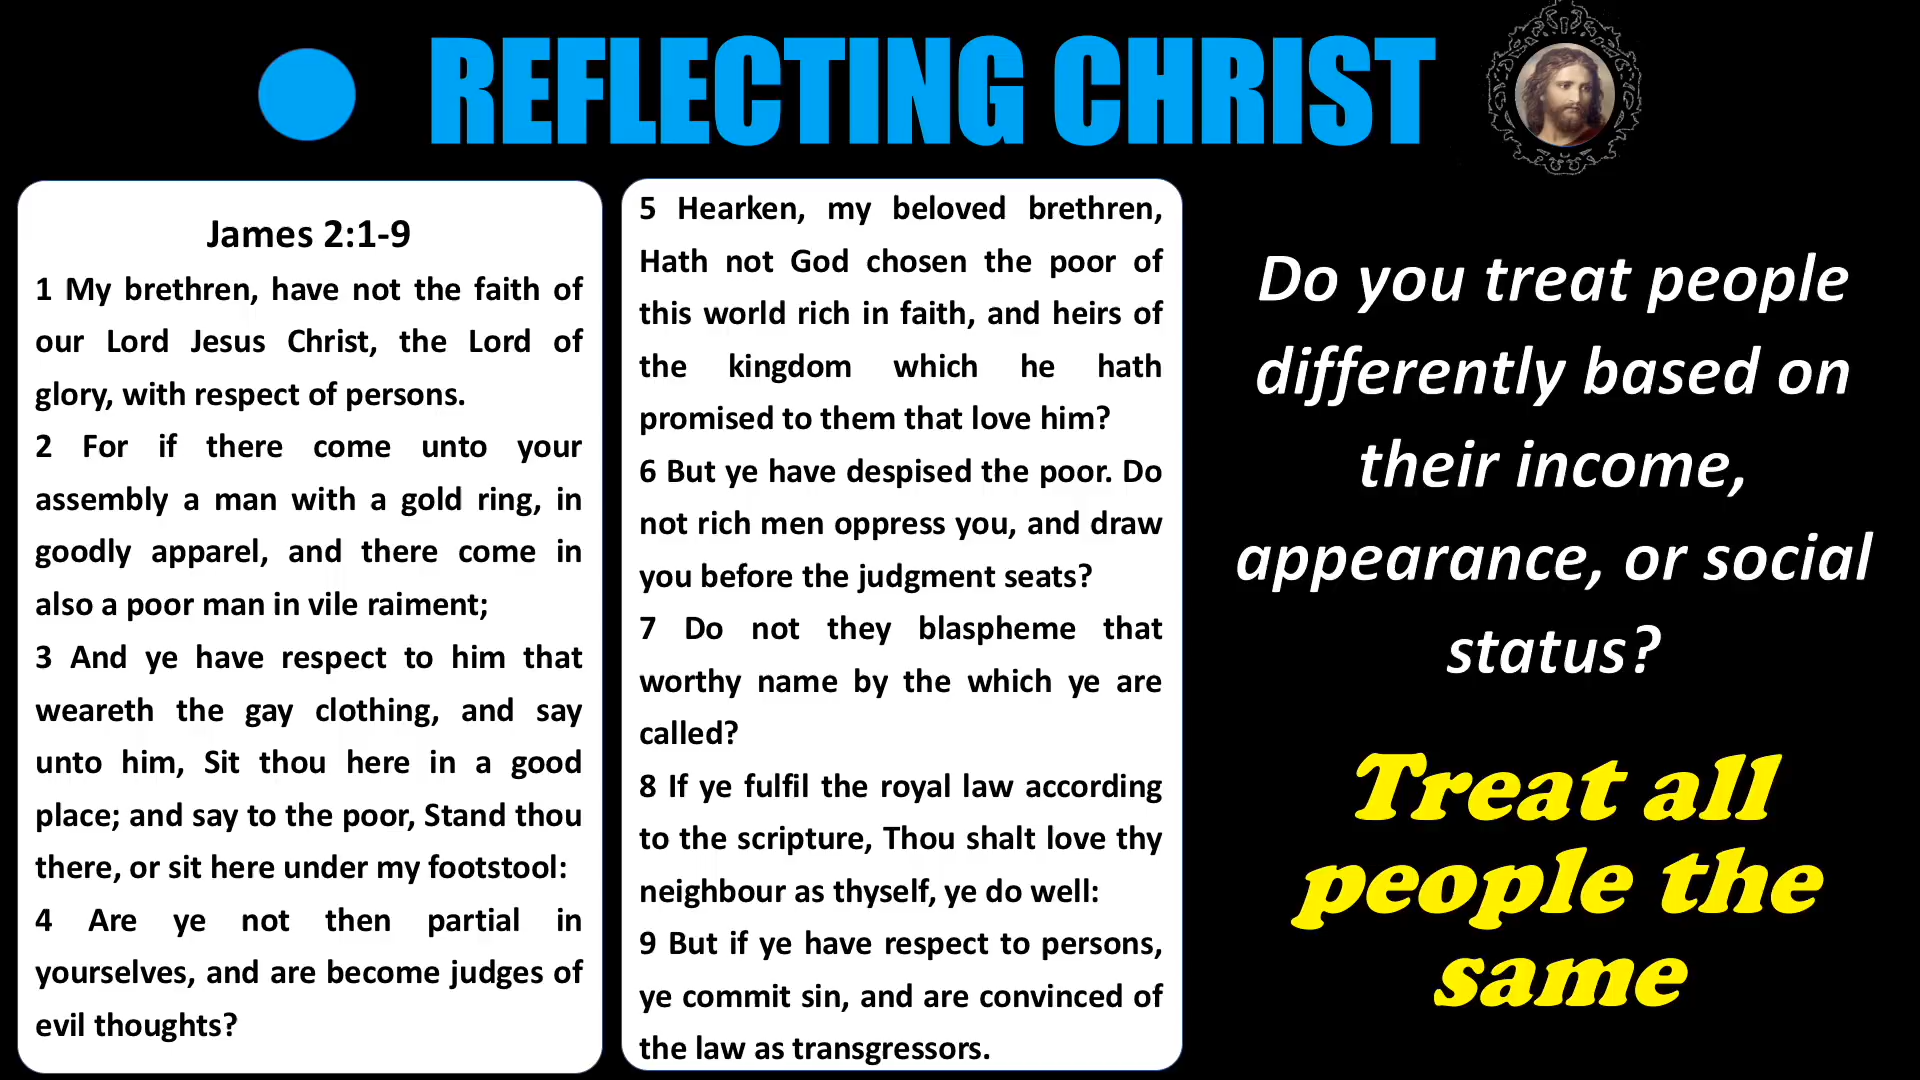 REFLECTING CHRIST
James 2:1-9
1 My brethren, have not the faith of
our Lord Jesus Christ, the Lord of
glory, with respect of persons.
2 For if there come unto your
assembly a man with a gold ring, in
goodly apparel, and there come in
also a poor man in vile raiment;
3 And ye have respect to him that
weareth the gay clothing, and say
unto him, Sit thou here in a good
place; and say to the poor, Stand thou
there, or sit here under my footstool:
4 Are ye not then partial in
yourselves, and are become judges of
evil thoughts?
5 Hearken, my beloved brethren,
Hath not God chosen the poor of
this world rich in faith, and heirs of
the kingdom which he hath
promised to them that love him?
6 But ye have despised the poor. Do
not rich men oppress you, and draw
you before the judgment seats?
7 Do not they blaspheme that
worthy name by the which ye are
called?
8 If ye fulfil the royal law according
to the scripture, Thou shalt love thy
neighbour as thyself, ye do well:
9 But if ye have respect to persons,
ye commit sin, and are convinced of
the law as transgressors.
Do you treat people
differently based on
their income,
appearance, or social
status?
Treat all
people the
same